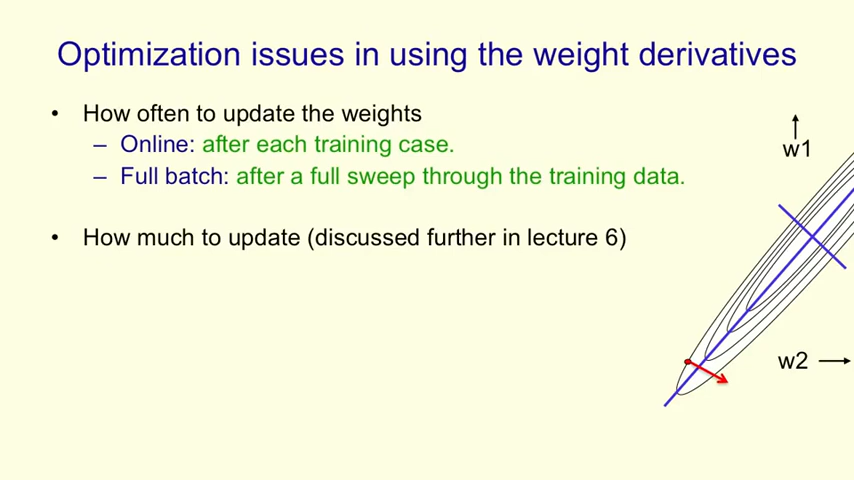 Optimization issues in using the weight derivatives
• How often to update the weights
– Online: after each training case.
– Full batch: after a full sweep through the training data.
• How much to update (discussed further in lecture 6)
w1
w2